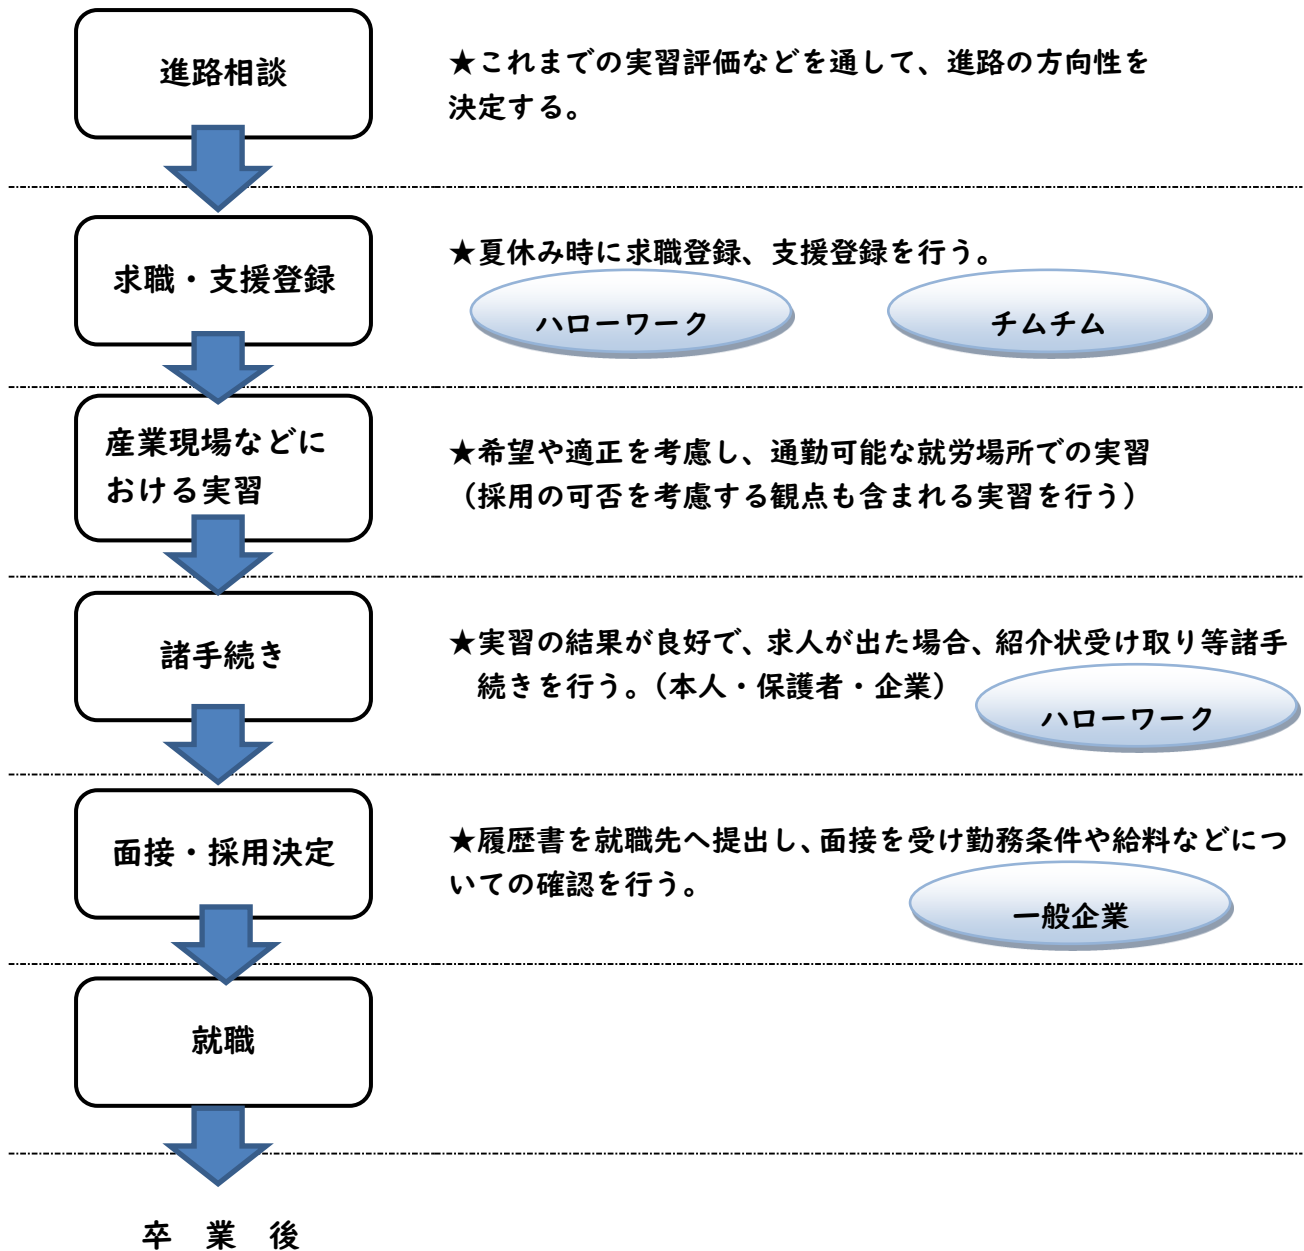 進路相談
★これまでの実習評価などを通して、進路の方向性を
決定する。
求職・支援登録
★夏休み時に求職登録、支援登録を行う。
ハローワーク
チムチム
産業現場などに
おける実習
★希望や適正を考慮し、通勤可能な就労場所での実習
（採用の可否を考慮する観点も含まれる実習を行う）
諸手続き
★実習の結果が良好で、求人が出た場合、紹介状受け取り等諸手
続きを行う。（本人・保護者・企業）
ハローワーク
面接・採用決定
★履歴書を就職先へ提出し、面接を受け勤務条件や給料などにつ
いての確認を行う。
一般企業
就職
卒　業　後